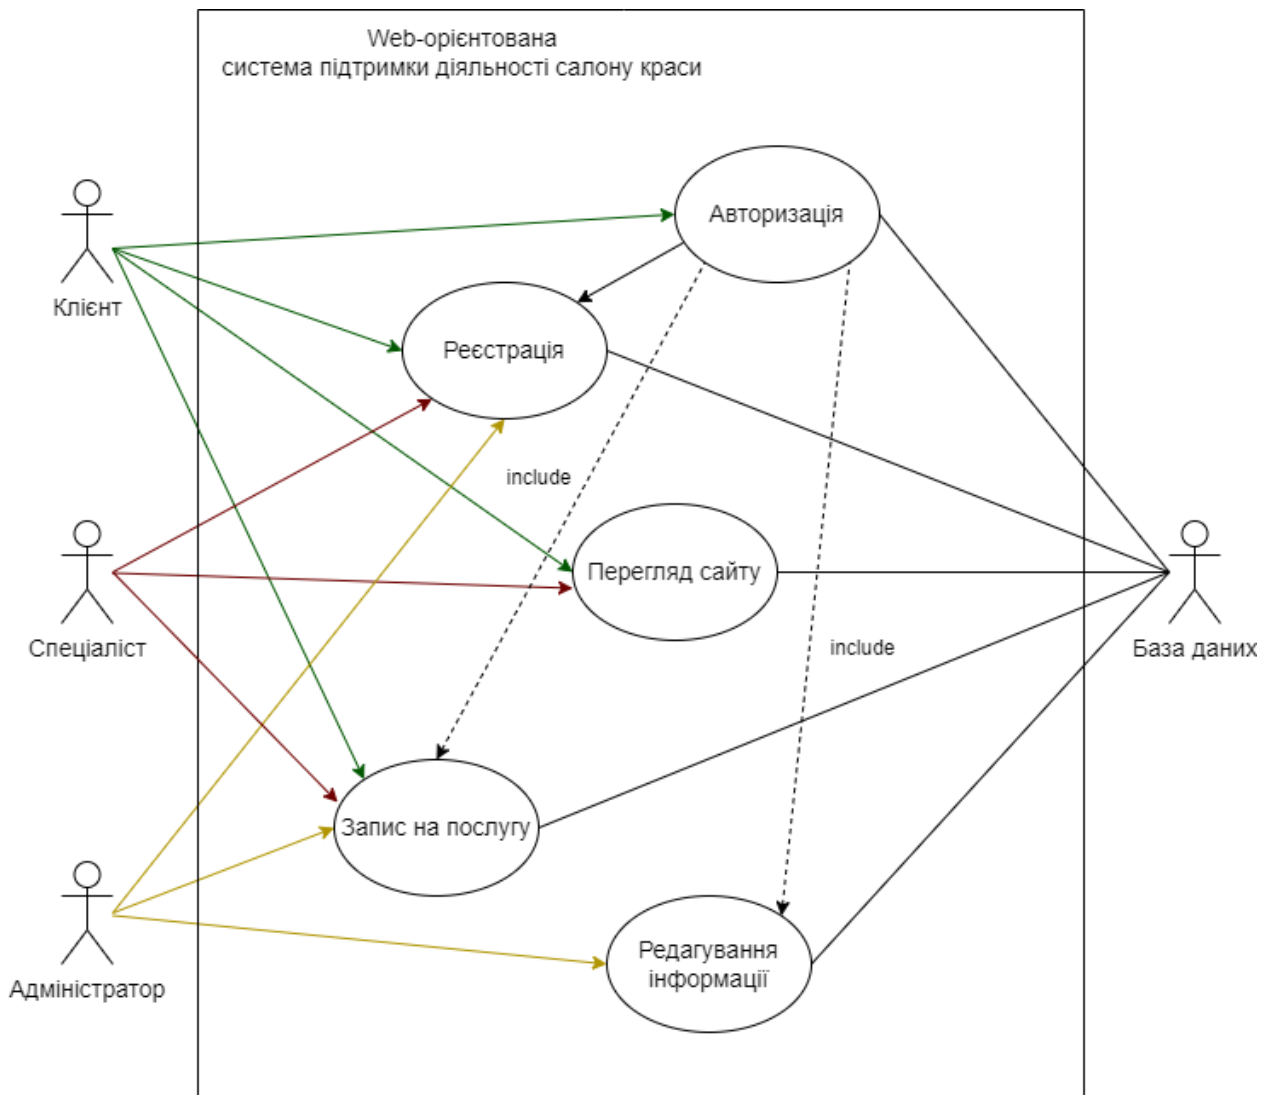 Web-орієнтована
система підтримки діяльності салону краси
Авторизація
Клієнт
Реєстрація
include
Перегляд сайту
Спеціаліст
База даних
include
Запис на послугу
Редагування
інформації
Адміністратор